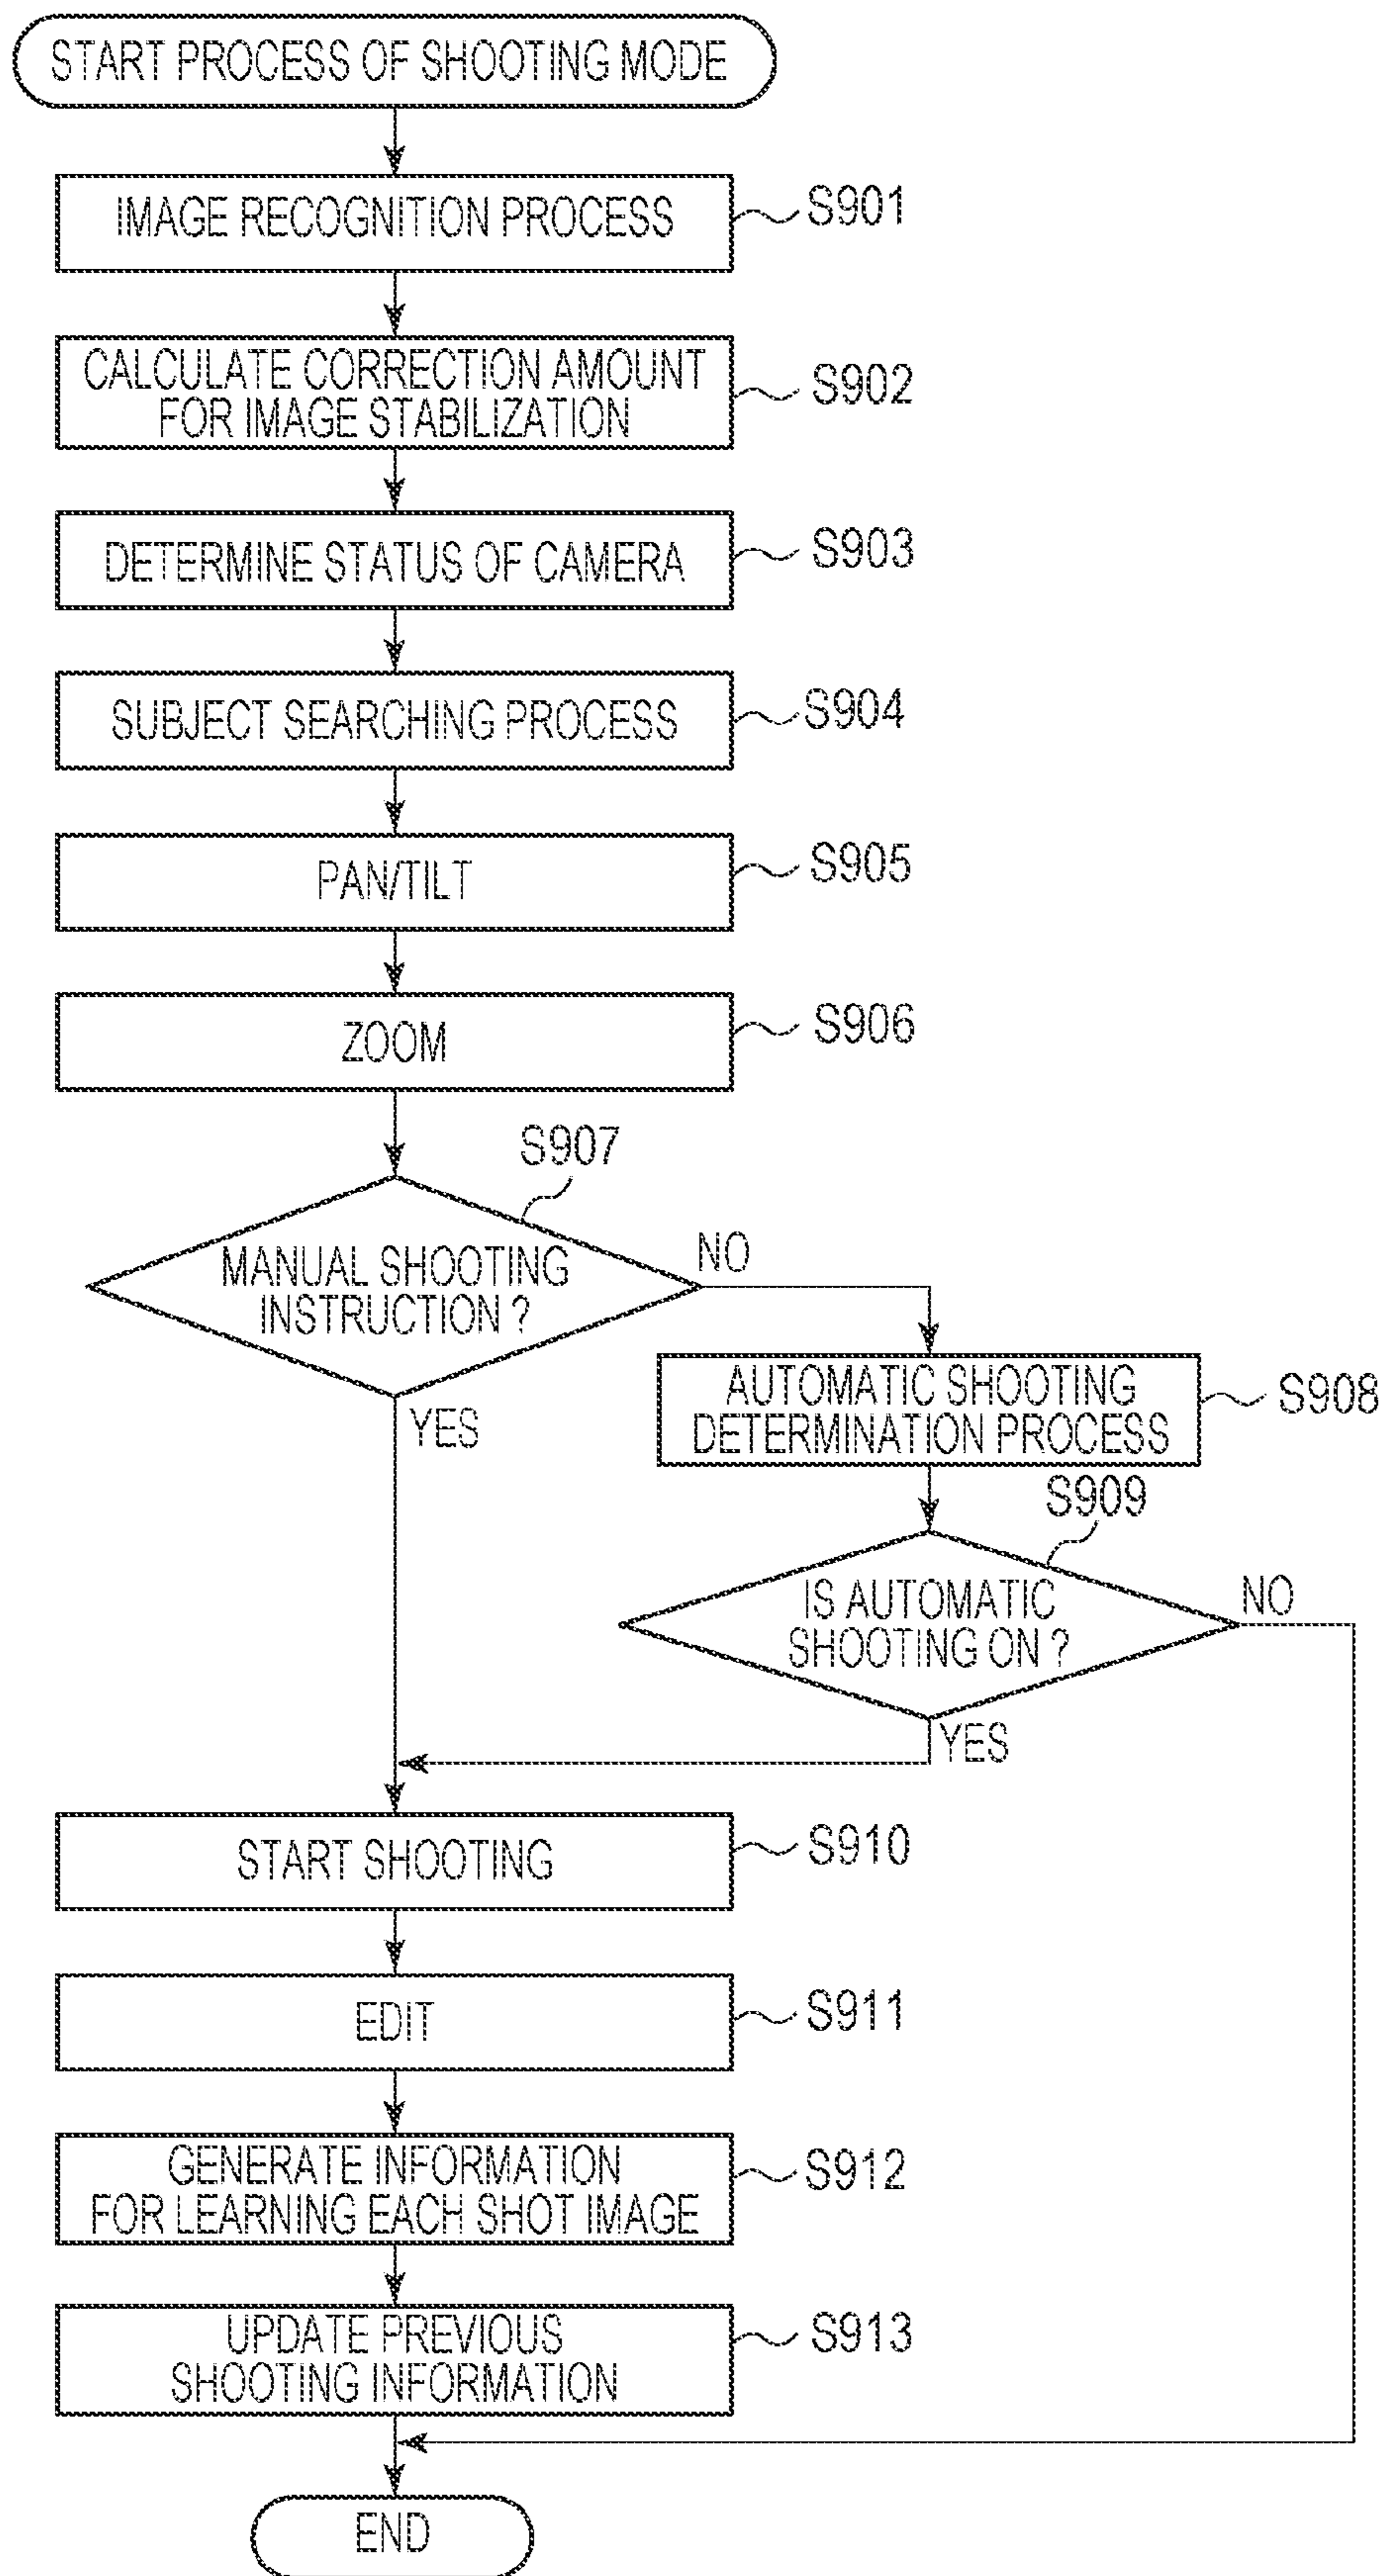 START PROCESS OF SHOOTING MODE
IMAGE RECOGNITION PROCESS
S901
CALCULATE CORRECTION AMOUNT
FOR IMAGE STABILIZATION
S902
DETERMINE STATUS OF CAMERA
S903
SUBJECT SEARCHING PROCESS
S904
PAN/TILT
S905
ZOOM
S906
S907
MANUAL SHOOTING
INSTRUCTION ?
NO
YES
AUTOMATIC SHOOTING
DETERMINATION PROCESS
S908
S909
IS AUTOMATIC
SHOOTING ON ?
NO
YES
START SHOOTING
S910
EDIT
S911
GENERATE INFORMATION
FOR LEARNING EACH SHOT IMAGE
S912
UPDATE PREVIOUS
SHOOTING INFORMATION
S913
END